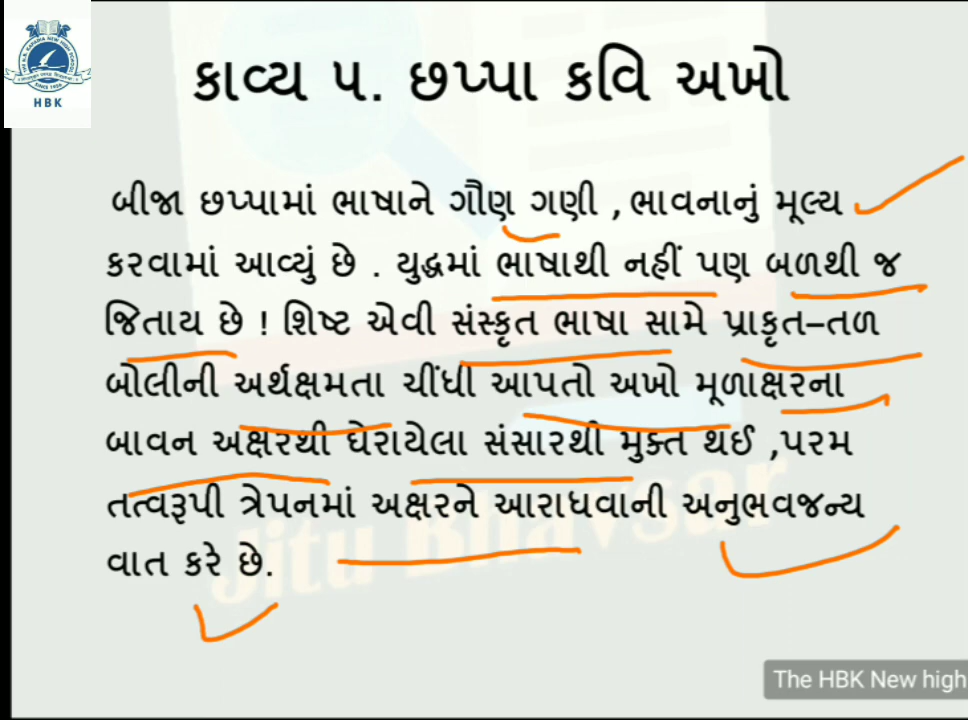 કાવ્ય ૫. છપ્પા કવિ અખો
બીજા છપ્પામાં ભાષાને ગૌણ ગણી , ભાવનાનું મૂલ્ય
કરવામાં આવ્યું છે . યુદ્ધમાં ભાષાથી નહીં પણ બળથી જ
જિતાય છે ! શિષ્ટ એવી સંસ્કૃત ભાષા સામે પ્રાકૃત–તળ
બોલીની અર્થક્ષમતા ચીંધી આપતો અખો મૂળાક્ષરના
બાવન અક્ષરથી ઘેરાયેલા સંસારથી મુક્ત થઈ ,પરમ
તત્વરૂપી ત્રેપનમાં અક્ષરને આરાધવાની અનુભવજન્ય
વાત કરે છે.
HBK
Jitu Bhavsar
The HBK New high